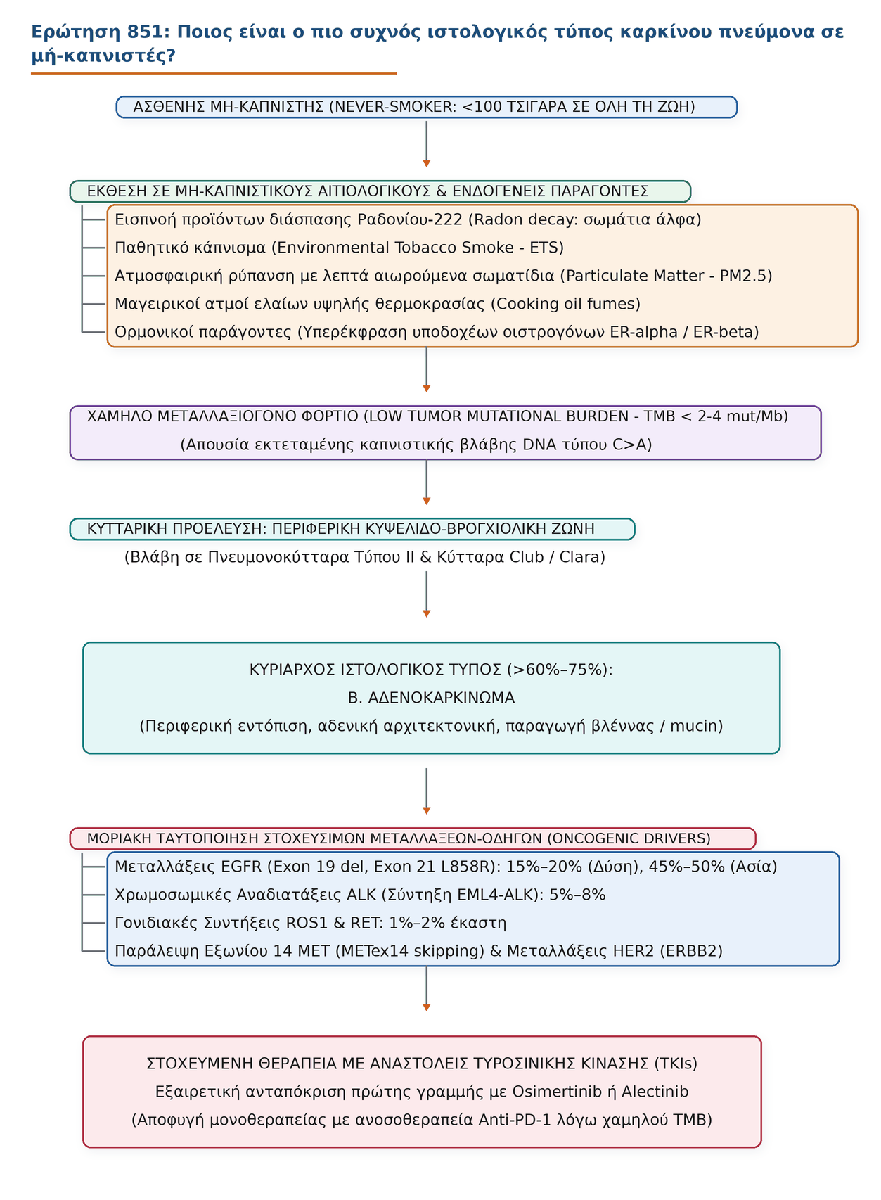 Ερώτηση 851: Ποιος είναι ο πιο συχνός ιστολογικός τύπος καρκίνου πνεύμονα σε
μή-καπνιστές?
ΑΣΘΕΝΗΣ ΜΗ-ΚΑΠΝΙΣΤΗΣ (NEVER-SMOKER: <100 ΤΣΙΓΑΡΑ ΣΕ ΟΛΗ ΤΗ ΖΩΗ)
ΕΚΘΕΣΗ ΣΕ ΜΗ-ΚΑΠΝΙΣΤΙΚΟΥΣ ΑΙΤΙΟΛΟΓΙΚΟΥΣ & ΕΝΔΟΓΕΝΕΙΣ ΠΑΡΑΓΟΝΤΕΣ
Εισπνοή προϊόντων διάσπασης Ραδονίου-222 (Radon decay: σωμάτια άλφα)
Παθητικό κάπνισμα (Environmental Tobacco Smoke - ETS)
Ατμοσφαιρική ρύπανση με λεπτά αιωρούμενα σωματίδια (Particulate Matter - PM2.5)
Μαγειρικοί ατμοί ελαίων υψηλής θερμοκρασίας (Cooking oil fumes)
Ορμονικοί παράγοντες (Υπερέκφραση υποδοχέων οιστρογόνων ER-alpha / ER-beta)
ΧΑΜΗΛΟ ΜΕΤΑΛΛΑΞΙΟΓΟΝΟ ΦΟΡΤΙΟ (LOW TUMOR MUTATIONAL BURDEN - TMB < 2-4 mut/Mb)
(Απουσία εκτεταμένης καπνιστικής βλάβης DNA τύπου C>A)
ΚΥΤΤΑΡΙΚΗ ΠΡΟΕΛΕΥΣΗ: ΠΕΡΙΦΕΡΙΚΗ ΚΥΨΕΛΙΔΟ-ΒΡΟΓΧΙΟΛΙΚΗ ΖΩΝΗ
(Βλάβη σε Πνευμονοκύτταρα Τύπου II & Κύτταρα Club / Clara)
ΚΥΡΙΑΡΧΟΣ ΙΣΤΟΛΟΓΙΚΟΣ ΤΥΠΟΣ (>60%–75%):
Β. ΑΔΕΝΟΚΑΡΚΙΝΩΜΑ
(Περιφερική εντόπιση, αδενική αρχιτεκτονική, παραγωγή βλέννας / mucin)
ΜΟΡΙΑΚΗ ΤΑΥΤΟΠΟΙΗΣΗ ΣΤΟΧΕΥΣΙΜΩΝ ΜΕΤΑΛΛΑΞΕΩΝ-ΟΔΗΓΩΝ (ONCOGENIC DRIVERS)
Μεταλλάξεις EGFR (Exon 19 del, Exon 21 L858R): 15%–20% (Δύση), 45%–50% (Ασία)
Χρωμοσωμικές Αναδιατάξεις ALK (Σύντηξη EML4-ALK): 5%–8%
Γονιδιακές Συντήξεις ROS1 & RET: 1%–2% έκαστη
Παράλειψη Εξωνίου 14 MET (METex14 skipping) & Μεταλλάξεις HER2 (ERBB2)
ΣΤΟΧΕΥΜΕΝΗ ΘΕΡΑΠΕΙΑ ΜΕ ΑΝΑΣΤΟΛΕΙΣ ΤΥΡΟΣΙΝΙΚΗΣ ΚΙΝΑΣΗΣ (TKIs)
Εξαιρετική ανταπόκριση πρώτης γραμμής με Osimertinib ή Alectinib
(Αποφυγή μονοθεραπείας με ανοσοθεραπεία Anti-PD-1 λόγω χαμηλού TMB)